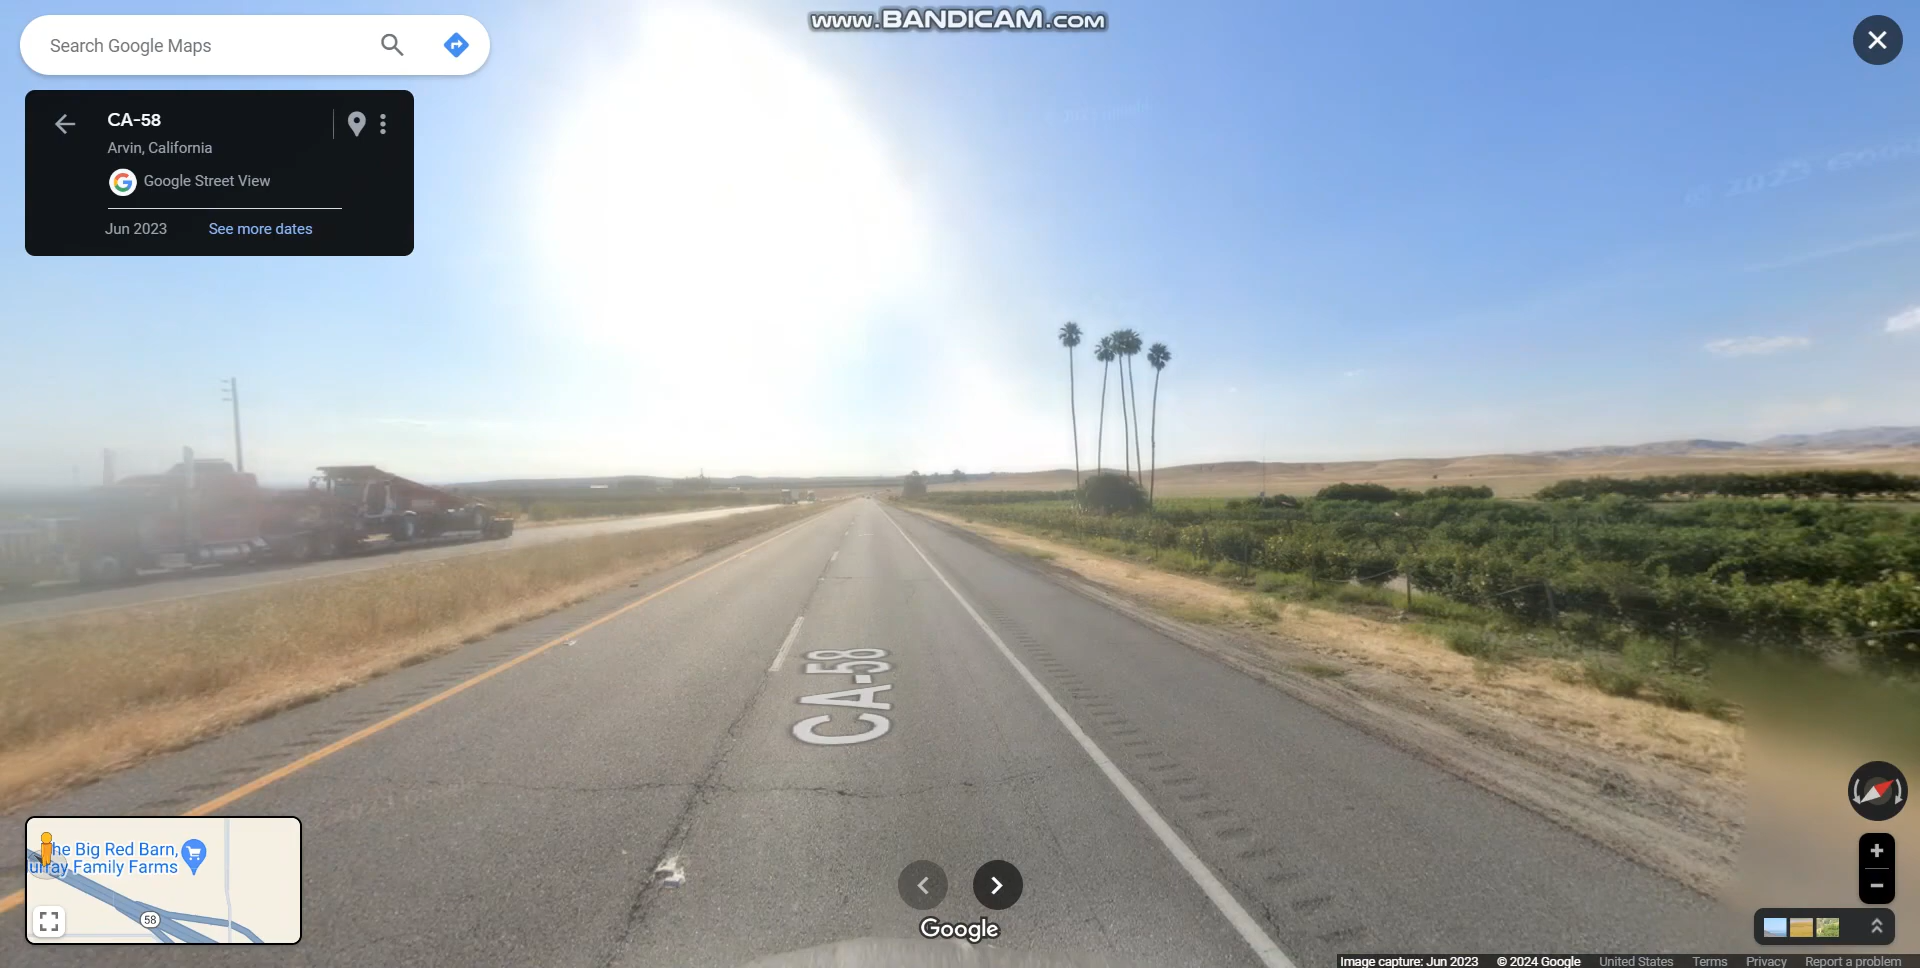 www.BANDICAM.com
Search Google Maps
CA-58
Arvin, California
Google Street View
Jun 2023
See more dates
© 2023 Google
CA-58
he Big Red Barn,
urray Family Farms
58
Google
Image capture: Jun 2023 © 2024 Google United States Terms Privacy Report a problem